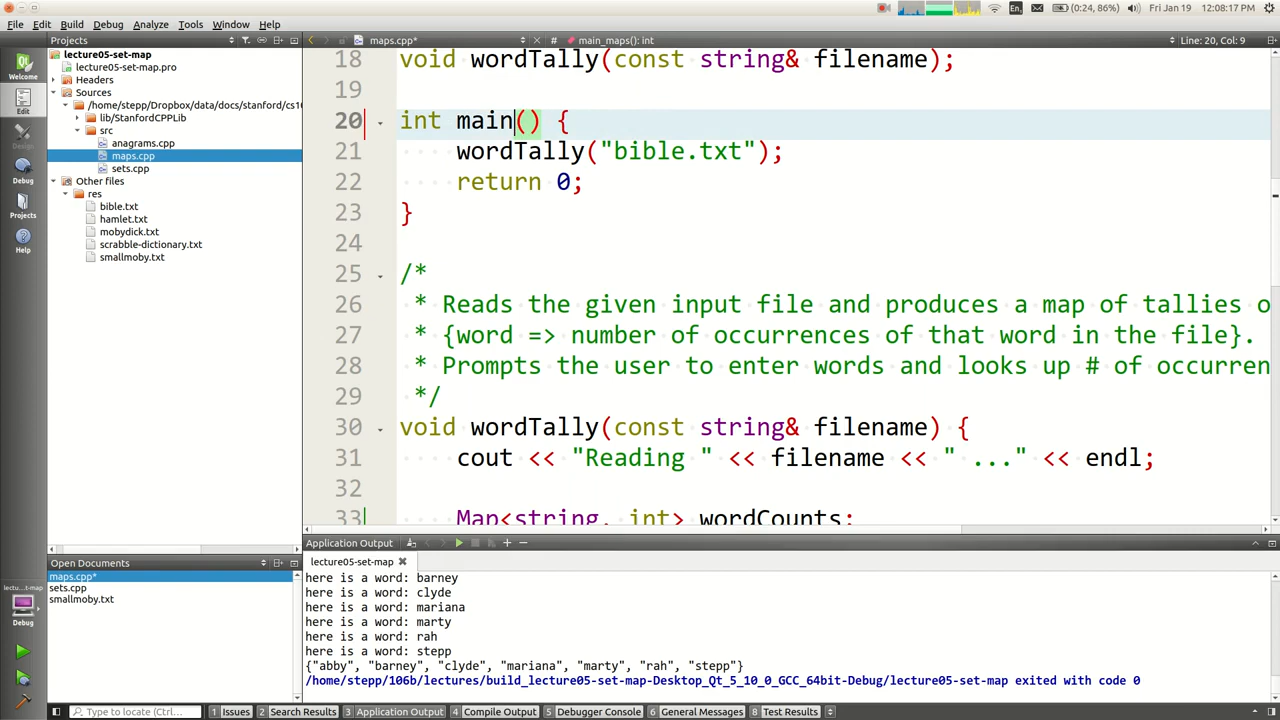 File Edit Build Debug Analyze Tools Window Help
En (0:24, 86%) Fri Jan 19 12:08:17 PM
Projects
maps.cpp*
# main_maps(): int
Line: 20, Col: 9
Welcome
Edit
Design
Debug
Projects
Help
lecture05-set-map
lecture05-set-map.pro
Headers
Sources
/home/stepp/Dropbox/data/docs/stanford/cs10
lib/StanfordCPPLib
src
anagrams.cpp
maps.cpp
sets.cpp
Other files
res
bible.txt
hamlet.txt
mobydick.txt
scrabble-dictionary.txt
smallmoby.txt
18 void wordTally(const string& filename);
19
20 int main() {
21 wordTally("bible.txt");
22 return 0;
23 }
24
25 /*
26 * Reads the given input file and produces a map of tallies o
27 * {word => number of occurrences of that word in the file}.
28 * Prompts the user to enter words and looks up # of occurren
29 */
30 void wordTally(const string& filename) {
31 cout << "Reading " << filename << " ..." << endl;
32
33 Map<string, int> wordCounts;
Open Documents
maps.cpp*
sets.cpp
smallmoby.txt
lectu...t-map
Debug
Application Output
lecture05-set-map
here is a word: barney
here is a word: clyde
here is a word: mariana
here is a word: marty
here is a word: rah
here is a word: stepp
{"abby", "barney", "clyde", "mariana", "marty", "rah", "stepp"}
/home/stepp/106b/lectures/build_lecture05-set-map-Desktop_Qt_5_10_0_GCC_64bit-Debug/lecture05-set-map exited with code 0
Type to locate (Ctrl+...
1 Issues 2 Search Results 3 Application Output 4 Compile Output 5 Debugger Console 6 General Messages 8 Test Results